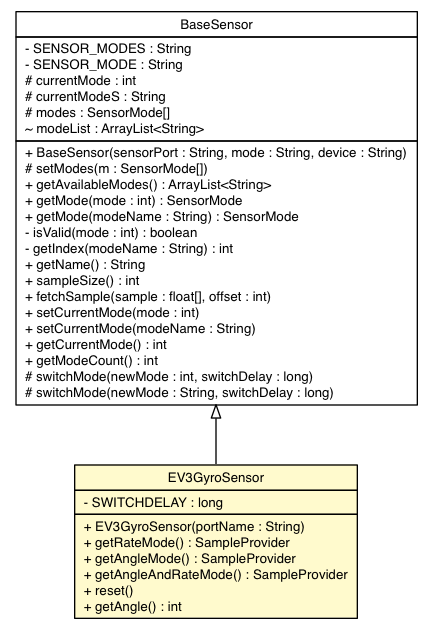 BaseSensor
- SENSOR_MODES : String
- SENSOR_MODE : String
# currentMode : int
# currentModeS : String
# modes : SensorMode[]
~ modeList : ArrayList<String>
+ BaseSensor(sensorPort : String, mode : String, device : String)
# setModes(m : SensorMode[])
+ getAvailableModes() : ArrayList<String>
+ getMode(mode : int) : SensorMode
+ getMode(modeName : String) : SensorMode
- isValid(mode : int) : boolean
- getIndex(modeName : String) : int
+ getName() : String
+ sampleSize() : int
+ fetchSample(sample : float[], offset : int)
+ setCurrentMode(mode : int)
+ setCurrentMode(modeName : String)
+ getCurrentMode() : int
+ getModeCount() : int
# switchMode(newMode : int, switchDelay : long)
# switchMode(newMode : String, switchDelay : long)
EV3GyroSensor
- SWITCHDELAY : long
+ EV3GyroSensor(portName : String)
+ getRateMode() : SampleProvider
+ getAngleMode() : SampleProvider
+ getAngleAndRateMode() : SampleProvider
+ reset()
+ getAngle() : int